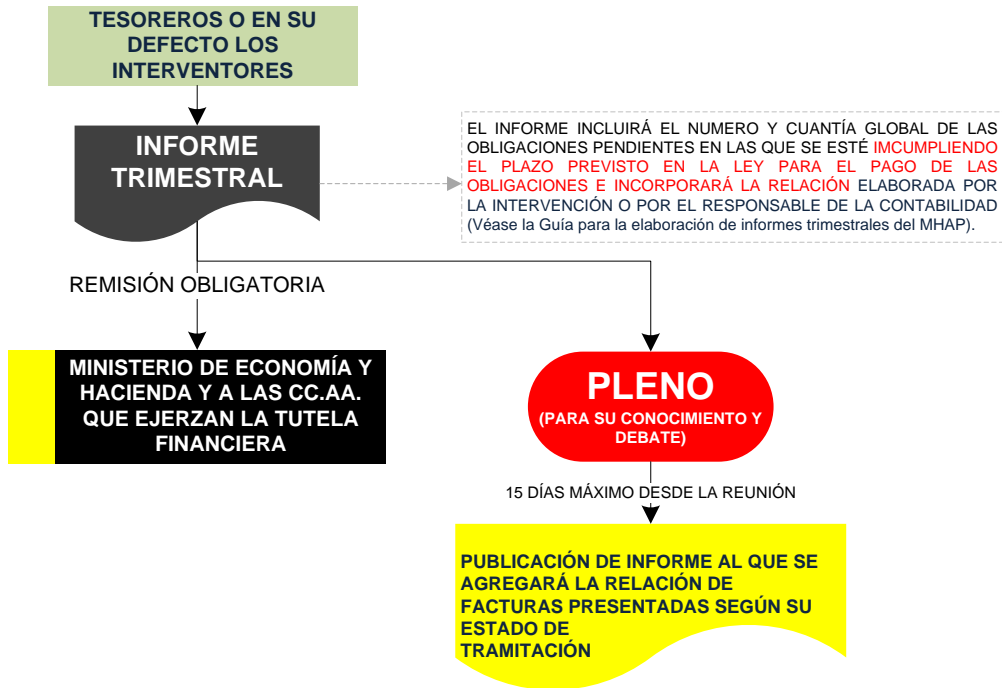 TESOREROS O EN SU
DEFECTO LOS
INTERVENTORES
INFORME
TRIMESTRAL
EL INFORME INCLUIRÁ EL NUMERO Y CUANTÍA GLOBAL DE LAS
OBLIGACIONES PENDIENTES EN LAS QUE SE ESTÉ IMCUMPLIENDO
EL PLAZO PREVISTO EN LA LEY PARA EL PAGO DE LAS
OBLIGACIONES E INCORPORARÁ LA RELACIÓN ELABORADA POR
LA INTERVENCIÓN O POR EL RESPONSABLE DE LA CONTABILIDAD
(Véase la Guía para la elaboración de informes trimestrales del MHAP).
REMISIÓN OBLIGATORIA
MINISTERIO DE ECONOMÍA Y
HACIENDA Y A LAS CC.AA.
QUE EJERZAN LA TUTELA
FINANCIERA
PLENO
(PARA SU CONOCIMIENTO Y
DEBATE)
15 DÍAS MÁXIMO DESDE LA REUNIÓN
PUBLICACIÓN DE INFORME AL QUE SE
AGREGARÁ LA RELACIÓN DE
FACTURAS PRESENTADAS SEGÚN SU
ESTADO DE
TRAMITACIÓN